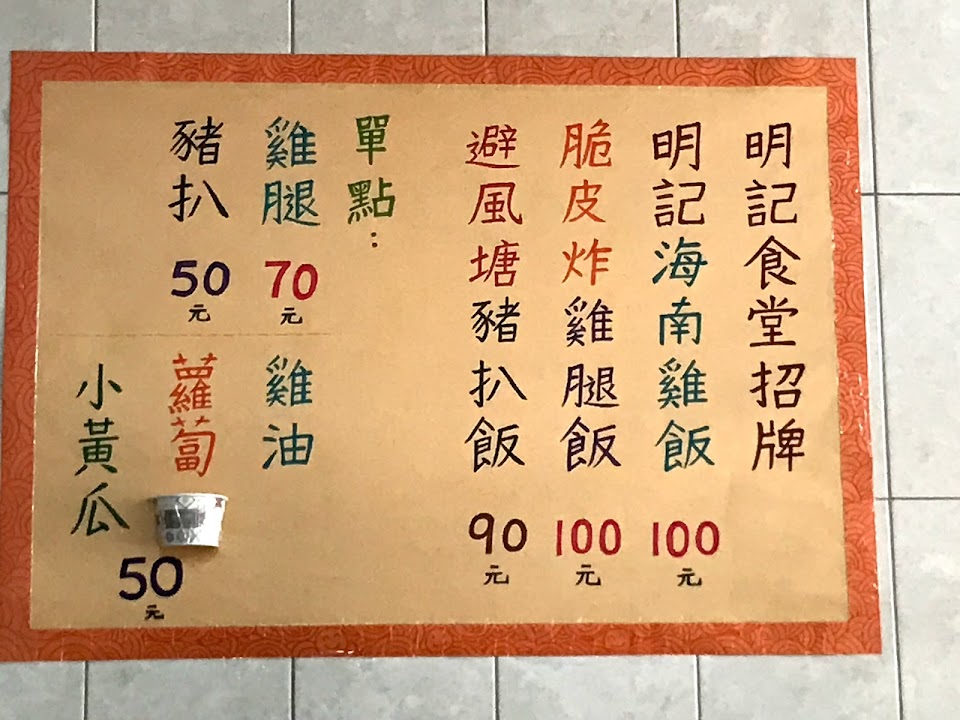 明記食堂招牌
明記海南雞飯 100元
脆皮炸雞腿飯 100元
避風塘豬扒飯 90元
單點：
雞腿 70元
豬扒 50元
雞油
蘿蔔
小黃瓜
50元